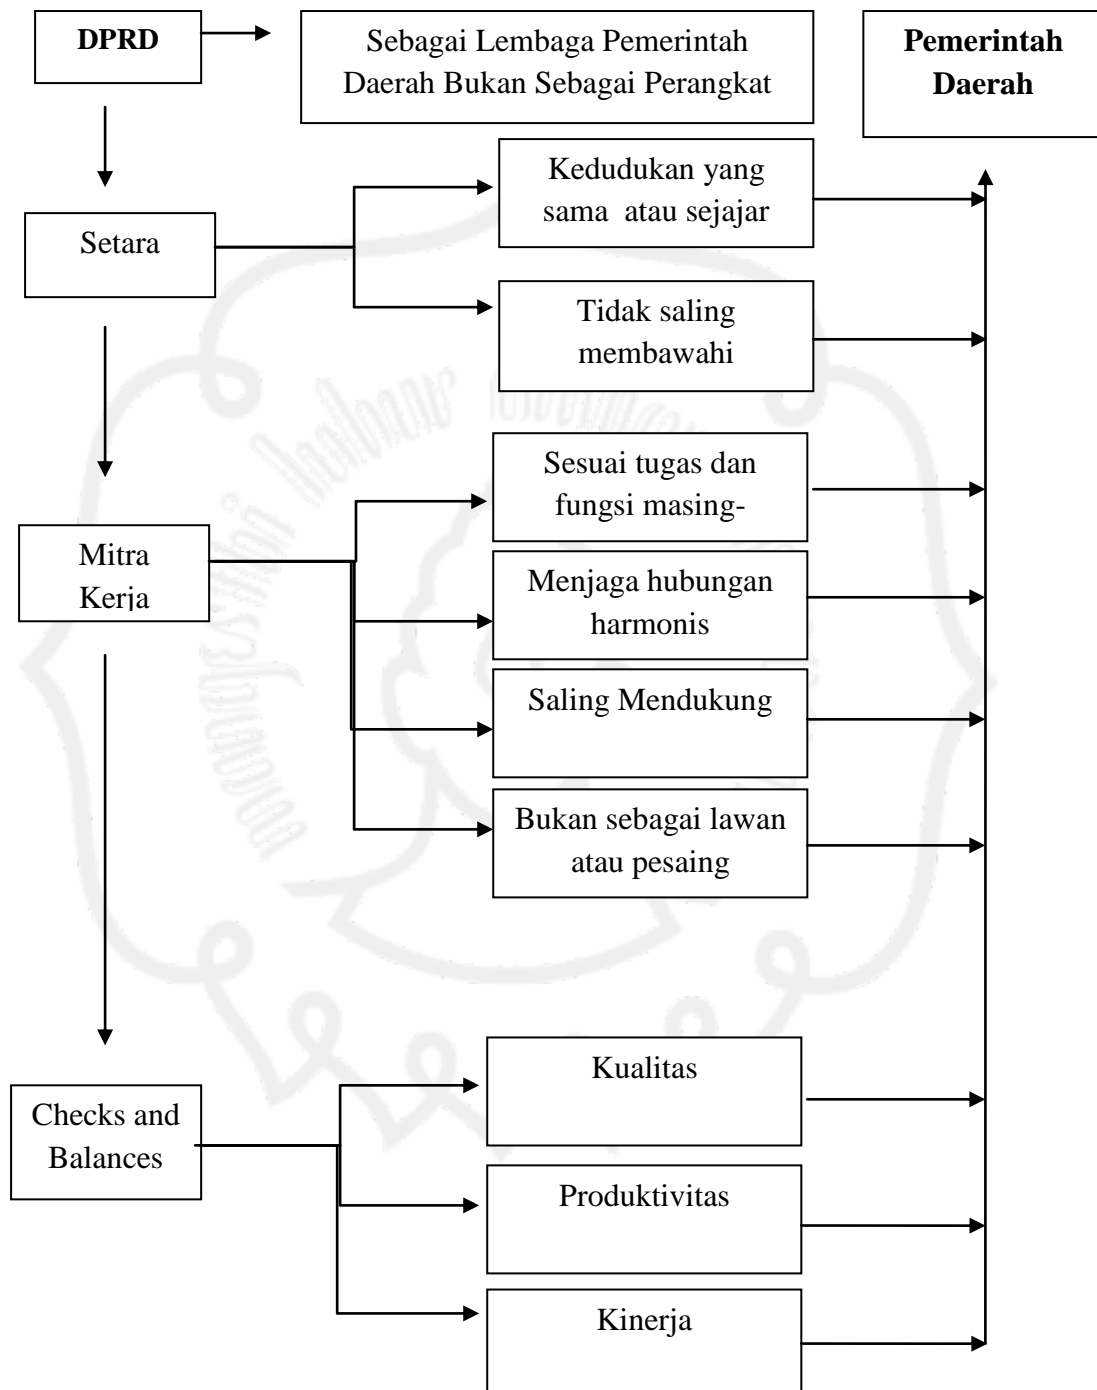 DPRD
Sebagai Lembaga Pemerintah
Daerah Bukan Sebagai Perangkat
Pemerintah
Daerah
Setara
Kedudukan yang
sama  atau sejajar
Tidak saling
membawahi
Mitra
Kerja
Sesuai tugas dan
fungsi masing-
Menjaga hubungan
harmonis
Saling Mendukung
Bukan sebagai lawan
atau pesaing
Checks and
Balances
Kualitas
Produktivitas
Kinerja